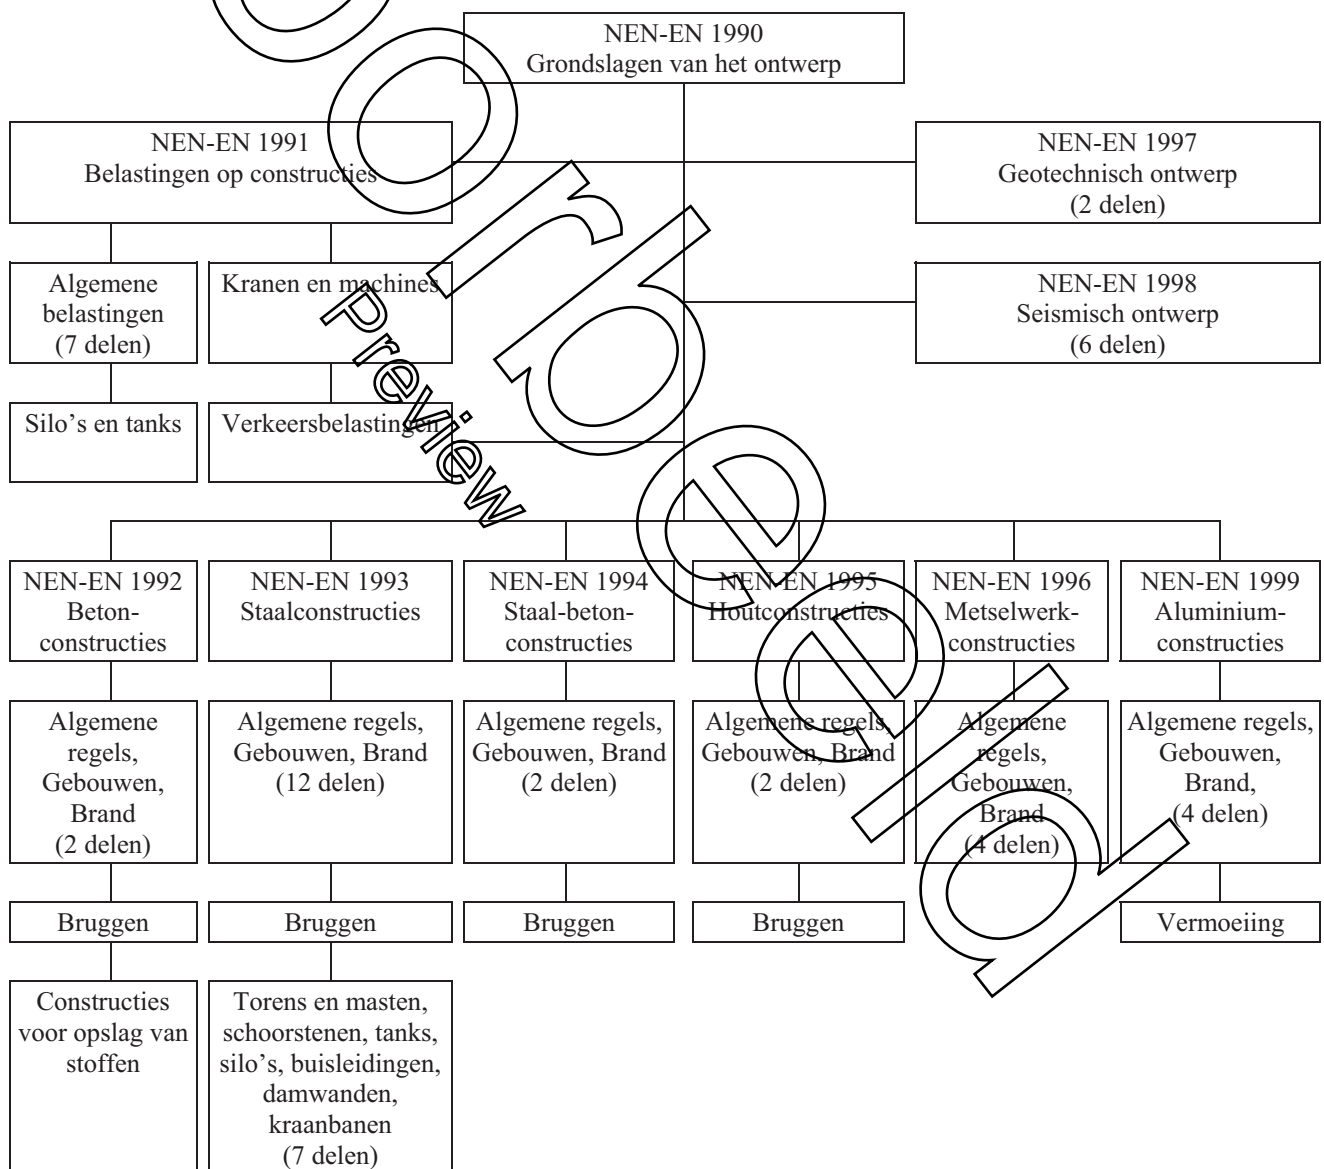 NEN-EN 1990
Grondslagen van het ontwerp
NEN-EN 1991
Belastingen op constructies
NEN-EN 1997
Geotechnisch ontwerp
(2 delen)
Algemene
belastingen
(7 delen)
Kranen en machines
NEN-EN 1998
Seismisch ontwerp
(6 delen)
Silo’s en tanks
Verkeersbelastingen
NEN-EN 1992
Beton-
constructies
NEN-EN 1993
Staalconstructies
NEN-EN 1994
Staal-beton-
constructies
NEN-EN 1995
Houtconstructies
NEN-EN 1996
Metselwerk-
constructies
NEN-EN 1999
Aluminium-
constructies
Algemene
regels,
Gebouwen,
Brand
(2 delen)
Algemene regels,
Gebouwen, Brand
(12 delen)
Algemene regels,
Gebouwen, Brand
(2 delen)
Algemene regels,
Gebouwen, Brand
(2 delen)
Algemene
regels,
Gebouwen,
Brand
(4 delen)
Algemene regels,
Gebouwen,
Brand,
(4 delen)
Bruggen
Bruggen
Bruggen
Bruggen
Vermoeiing
Constructies
voor opslag van
stoffen
Torens en masten,
schoorstenen, tanks,
silo’s, buisleidingen,
damwanden,
kraanbanen
(7 delen)
orbeeld
Preview